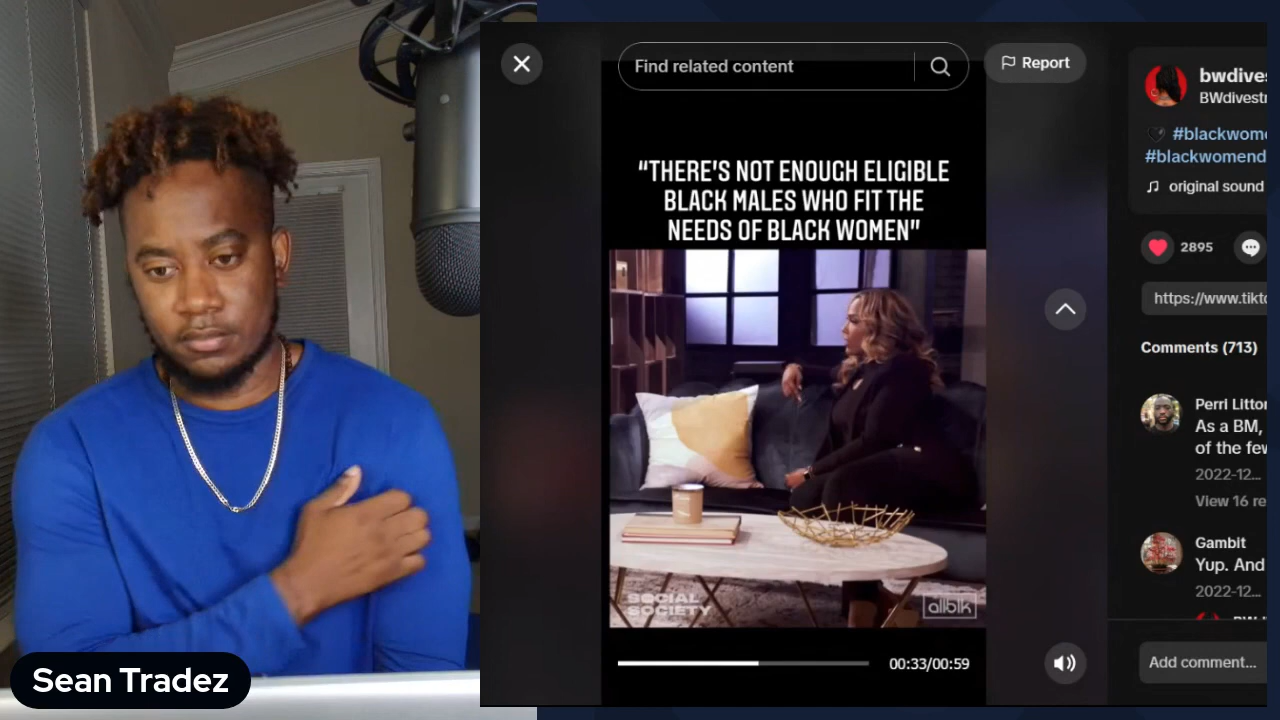 Find related content
Report
bwdives
BWdivestr
"THERE'S NOT ENOUGH ELIGIBLE
BLACK MALES WHO FIT THE
NEEDS OF BLACK WOMEN"
#blackwome
#blackwomend
original sound
2895
https://www.tikto
Comments (713)
Perri Litton
As a BM,
of the few
2022-12...
View 16 re
Gambit
Yup. And
2022-12...
SOCIAL
SOCIETY
allblk
00:33/00:59
Add comment...
Sean Tradez